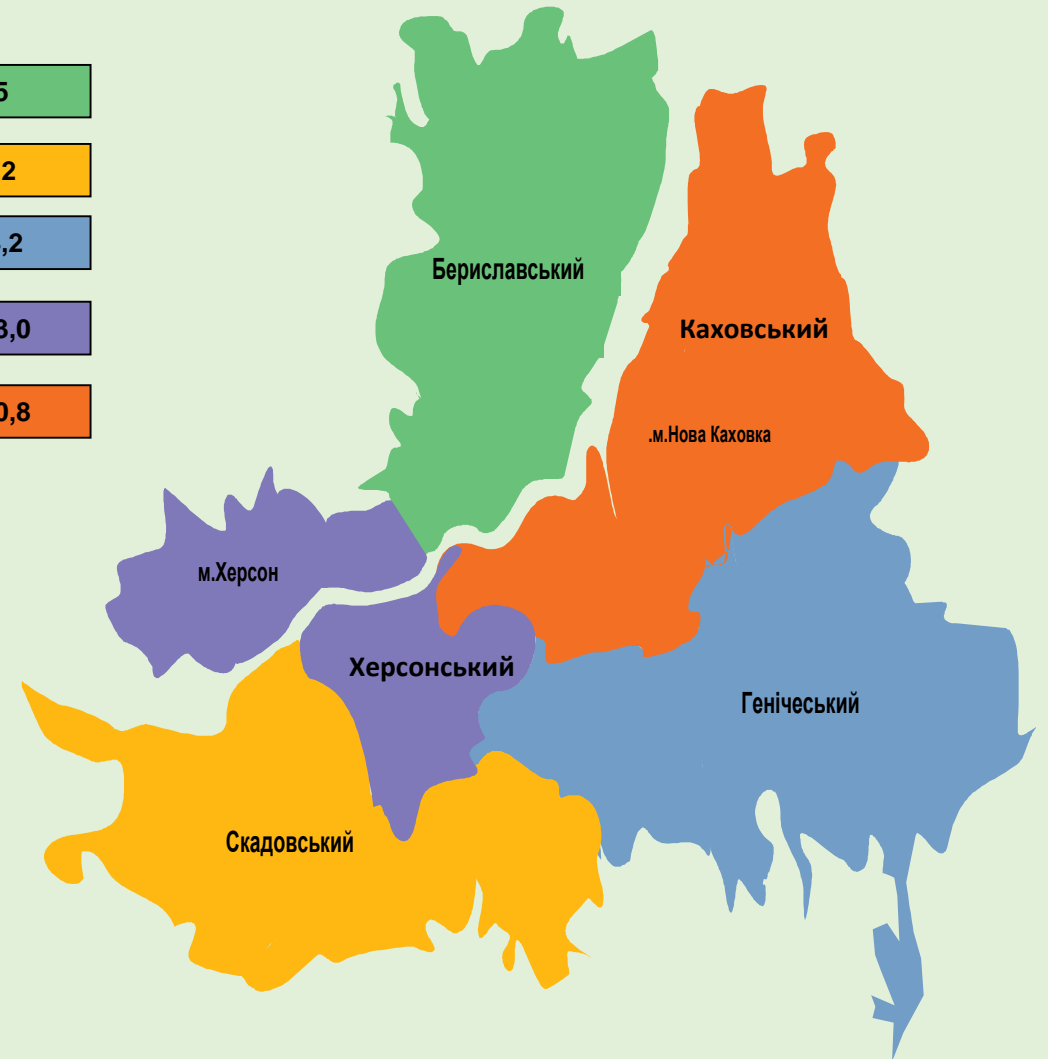 5
2
,2
3,0
0,8
Бериславський
Каховський
.м.Нова Каховка
м.Херсон
Херсонський
Генічеський
Скадовський